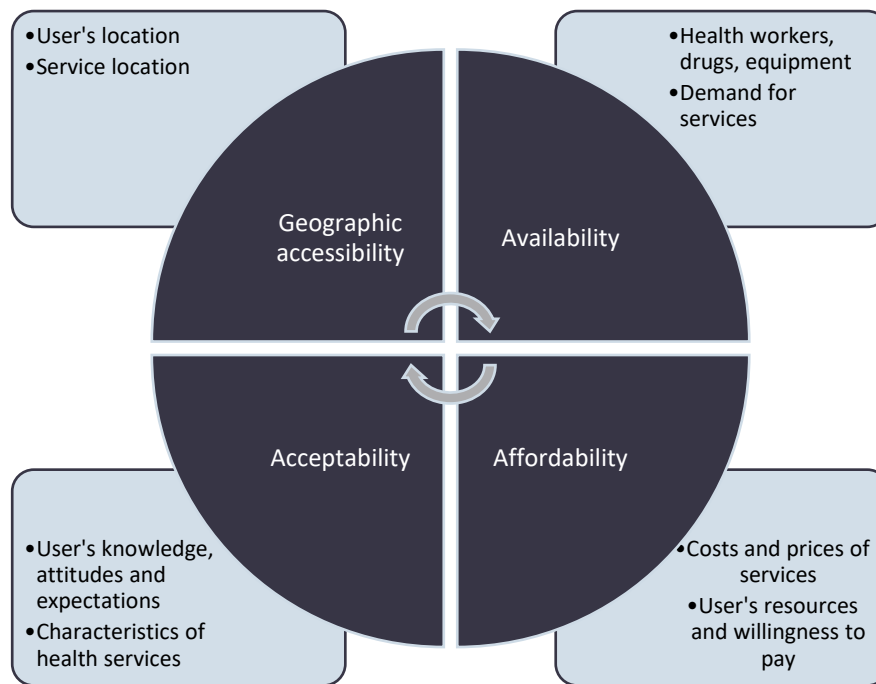 •User's location
•Service location
•Health workers,
drugs, equipment
•Demand for
services
Geographic
accessibility
Availability
Acceptability
Affordability
•User's knowledge,
attitudes and
expectations
•Characteristics of
health services
•Costs and prices of
services
•User's resources
and willingness to
pay